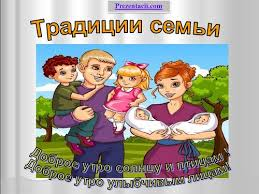 Prezentacii.com
Традиции семьи
Доброе утро солнцу и птицам!
Доброе утро улыбчивым лицам!